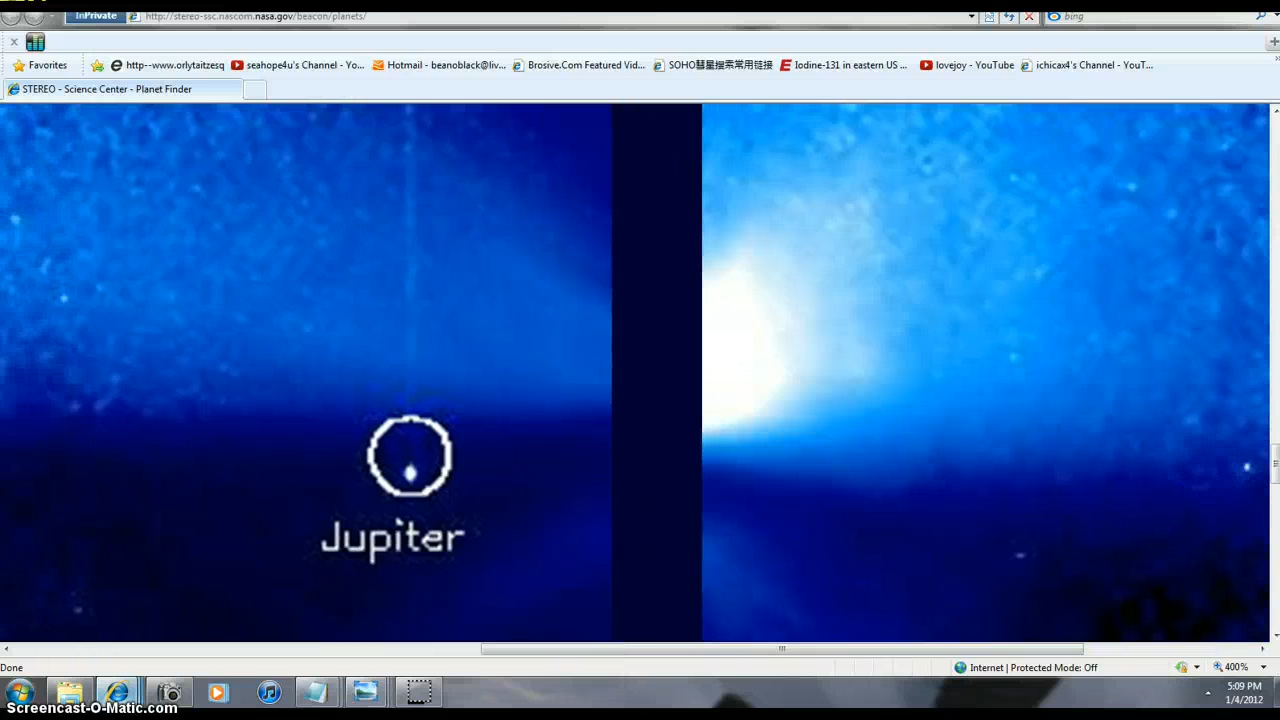 InPrivate http://stereo-ssc.nascom.nasa.gov/beacon/planets/ bing
Favorites http--www.orlytaitzesq seahope4u's Channel - Yo... Hotmail - beanoblack@liv... Brosive.Com Featured Vid... SOHO彗星搜索常用链接 Iodine-131 in eastern US ... lovejoy - YouTube ichicax4's Channel - YouT...
STEREO - Science Center - Planet Finder
Jupiter
Done Internet | Protected Mode: Off 400%
5:09 PM
1/4/2012
Screencast-O-Matic.com